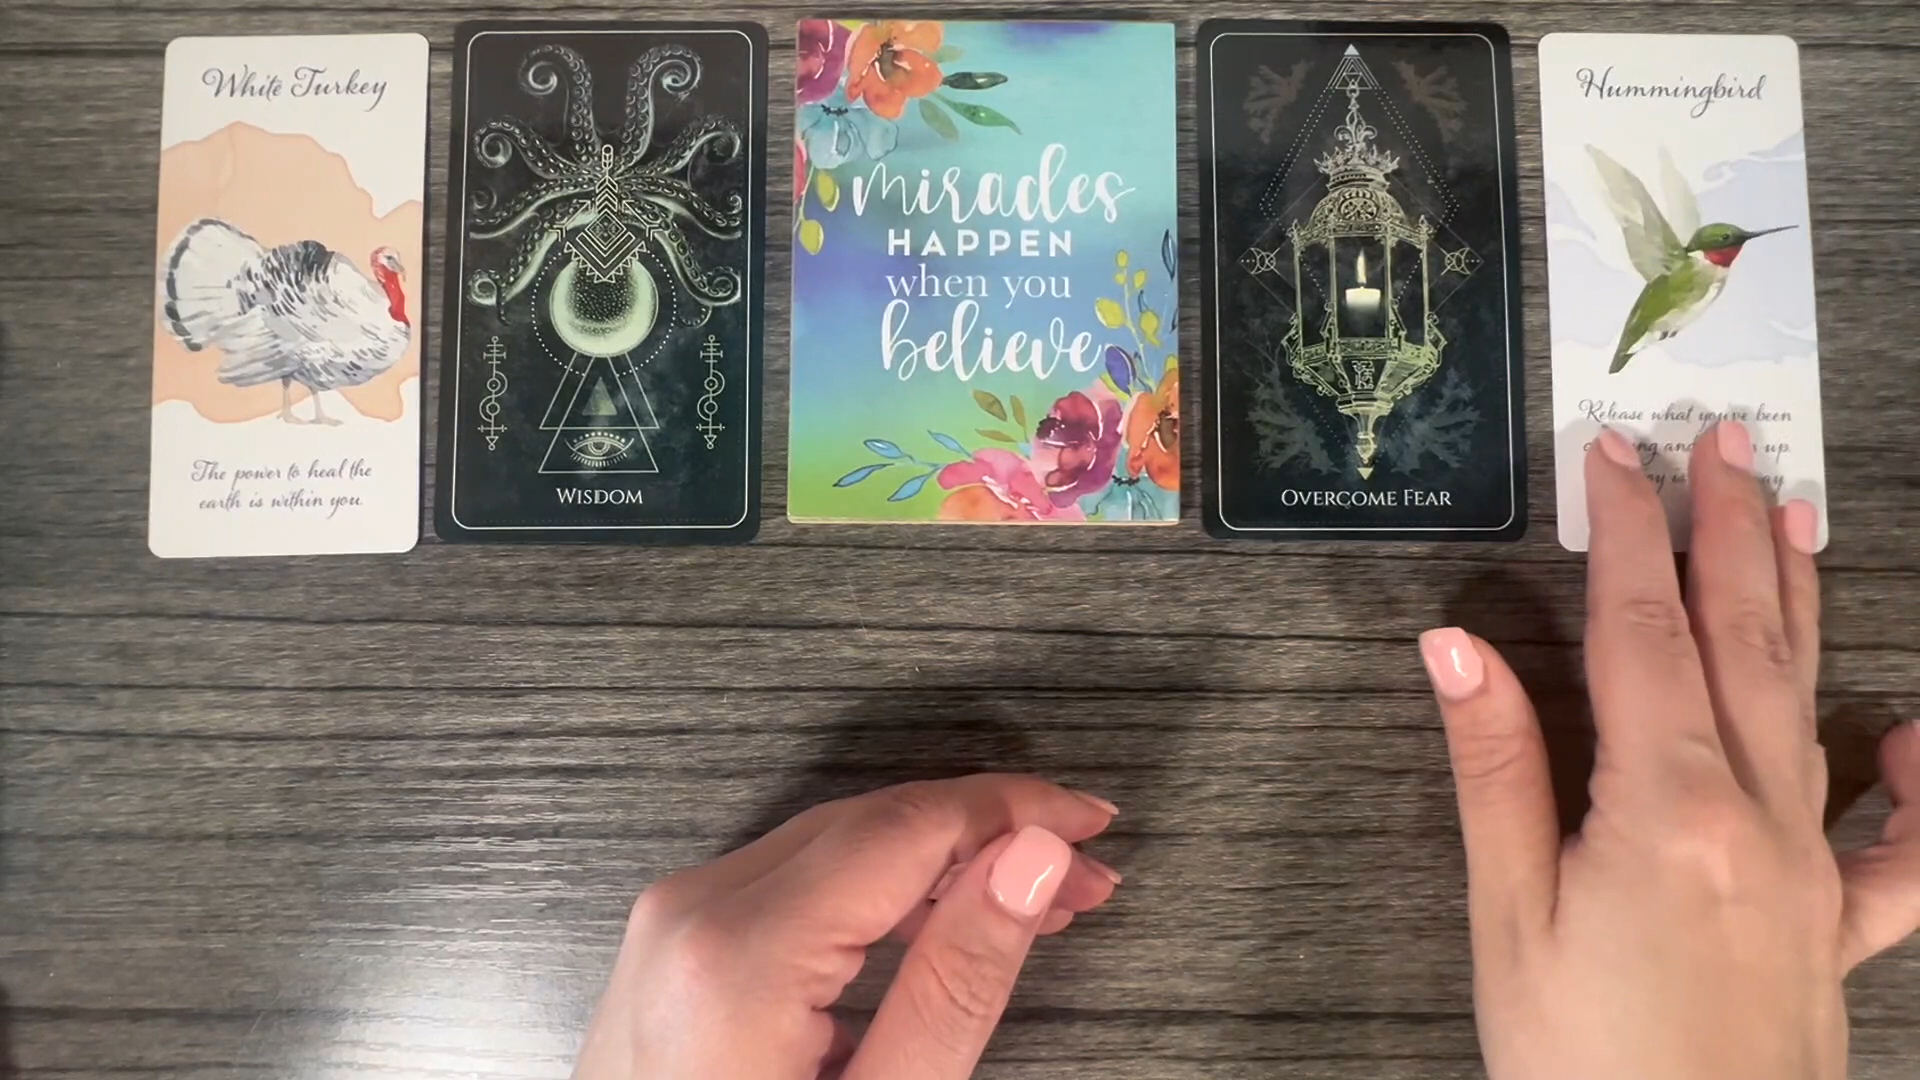 White Turkey
The power to heal the
earth is within you.
WISDOM
miracles
HAPPEN
when you
believe
OVERCOME FEAR
Hummingbird
Release what you've been
up.